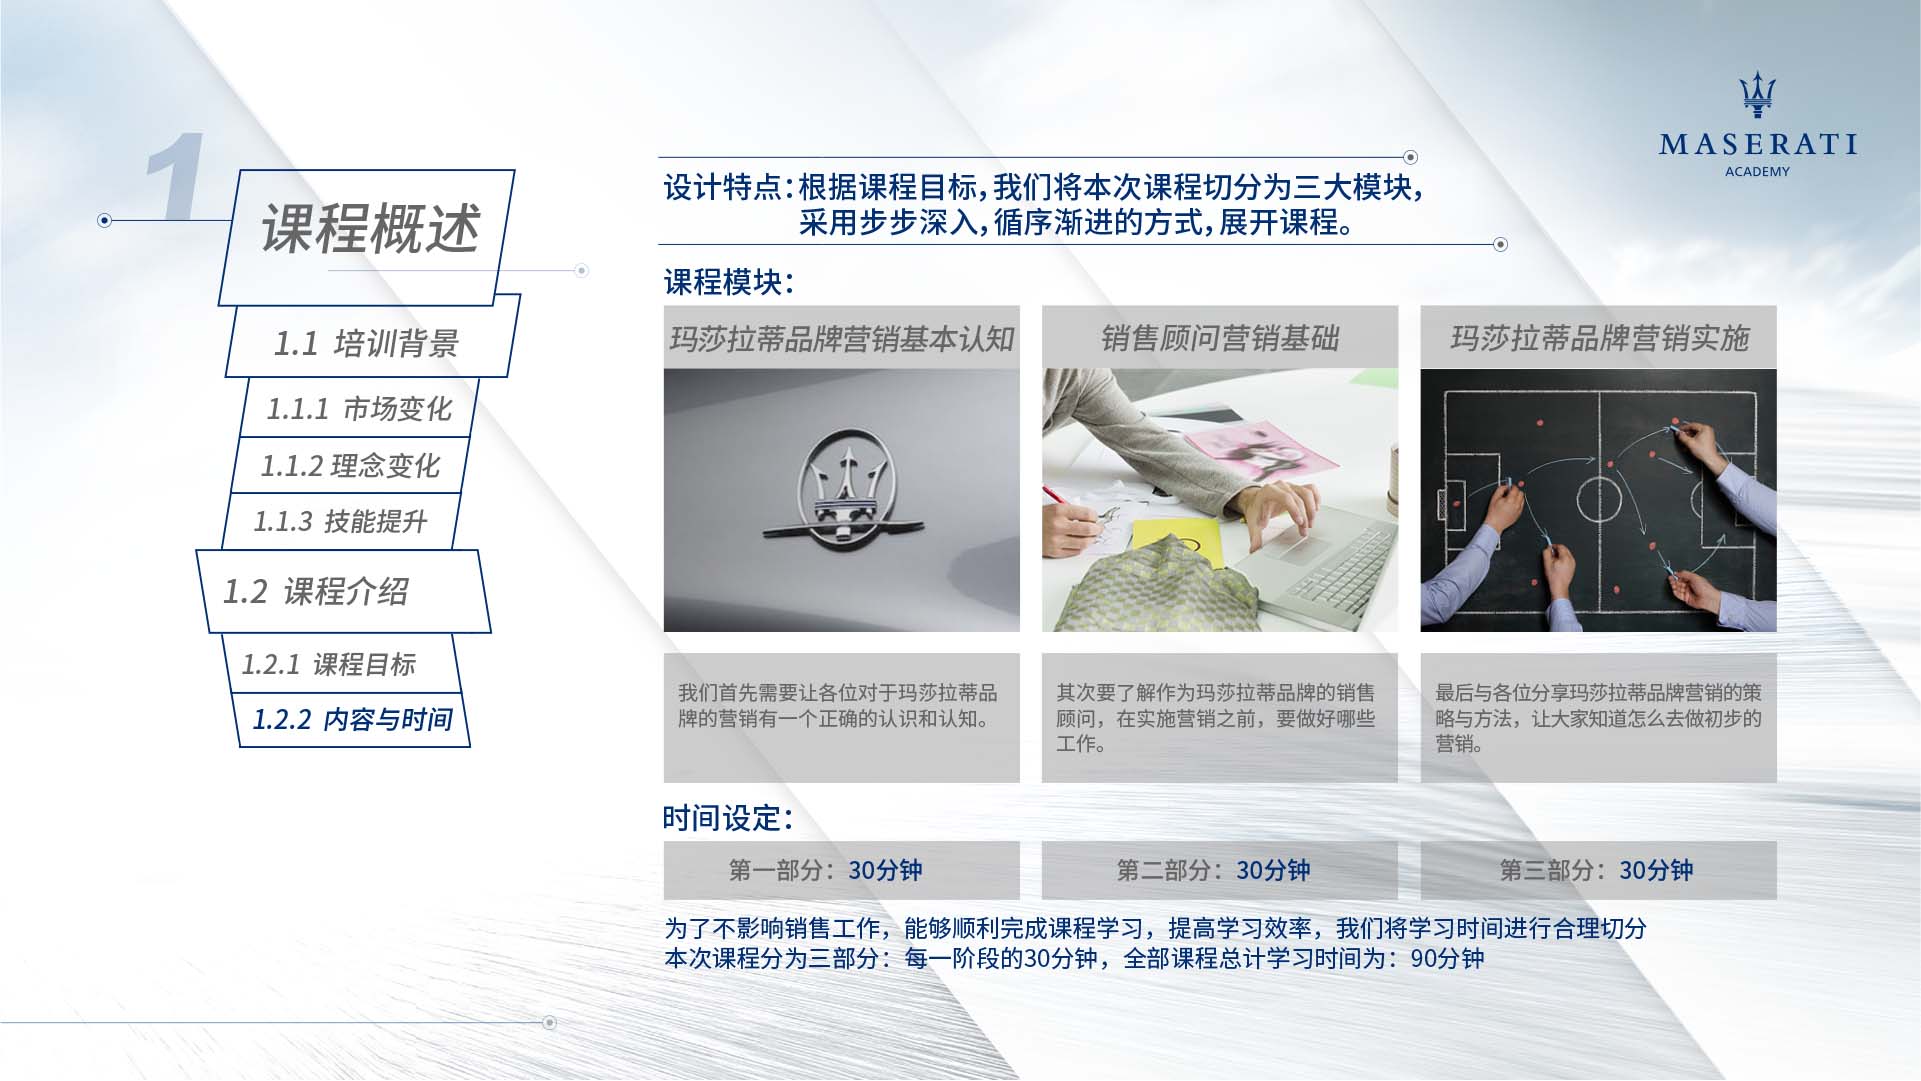 MASERATI
ACADEMY
1
课程概述
1.1 培训背景
1.1.1 市场变化
1.1.2 理念变化
1.1.3 技能提升
1.2 课程介绍
1.2.1 课程目标
1.2.2 内容与时间
设计特点：根据课程目标，我们将本次课程切分为三大模块，
采用步步深入，循序渐进的方式，展开课程。
课程模块：
玛莎拉蒂品牌营销基本认知
我们首先需要让各位对于玛莎拉蒂品
牌的营销有一个正确的认识和认知。
销售顾问营销基础
其次要了解作为玛莎拉蒂品牌的销售
顾问，在实施营销之前，要做好哪些
工作。
玛莎拉蒂品牌营销实施
最后与各位分享玛莎拉蒂品牌营销的策
略与方法，让大家知道怎么去做初步的
营销。
时间设定：
第一部分：30分钟
第二部分：30分钟
第三部分：30分钟
为了不影响销售工作，能够顺利完成课程学习，提高学习效率，我们将学习时间进行合理切分
本次课程分为三部分：每一阶段的30分钟，全部课程总计学习时间为：90分钟